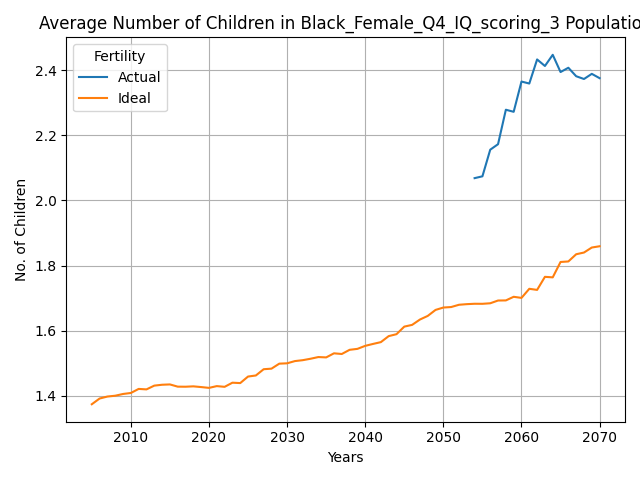 Average Number of Children in Black_Female_Q4_IQ_scoring_3 Populatio
Fertility
Actual
Ideal
2.4
2.2
2.0
1.8
1.6
1.4
No. of Children
2010 2020 2030 2040 2050 2060 2070
Years